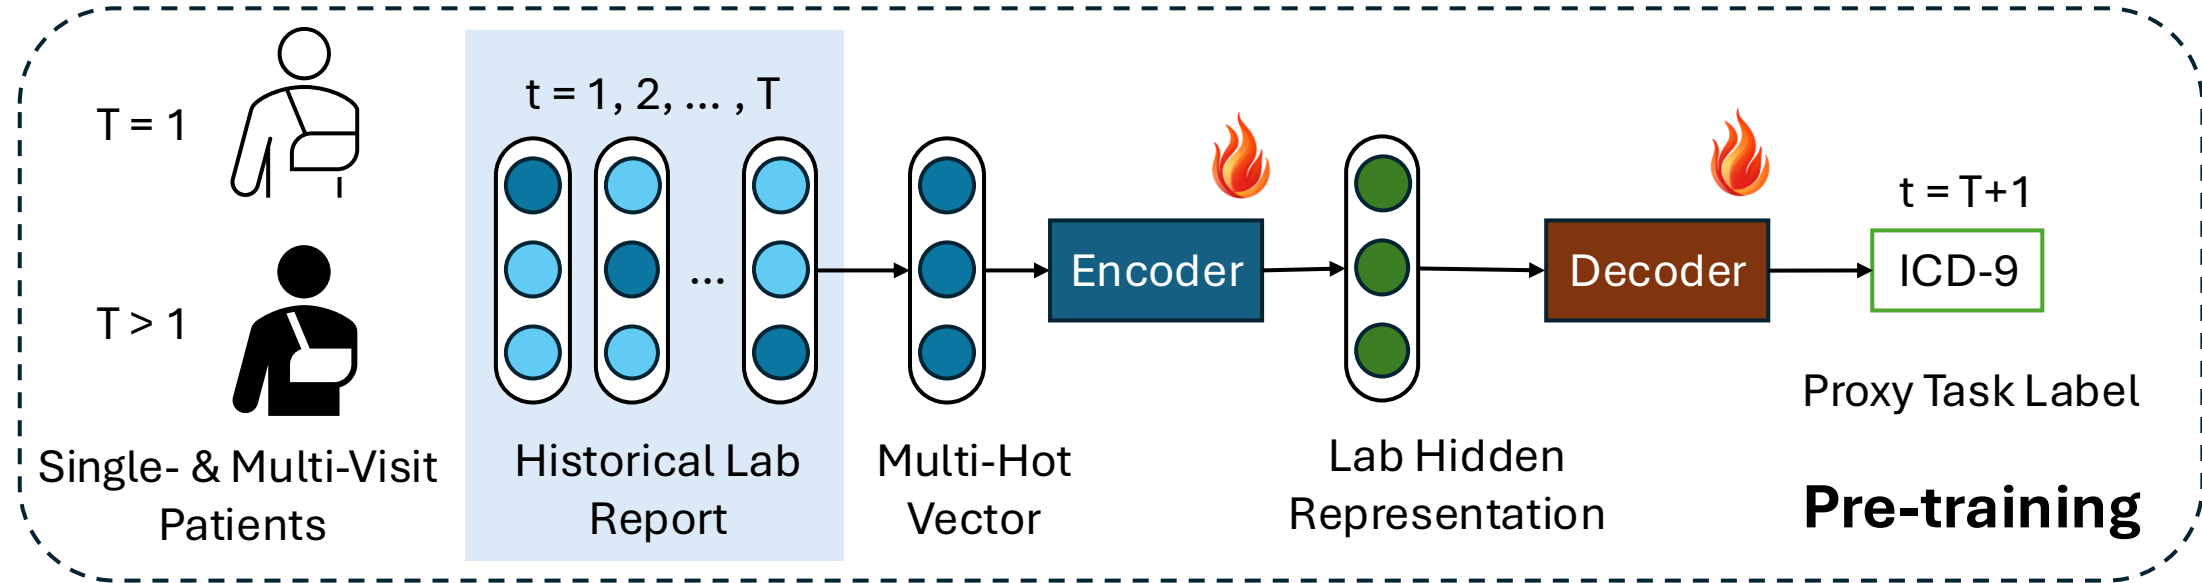 T = 1
T > 1
Single- & Multi-Visit
Patients
t = 1, 2, ... , T
...
Historical Lab
Report
Multi-Hot
Vector
Encoder
Lab Hidden
Representation
Decoder
t = T+1
ICD-9
Proxy Task Label
Pre-training